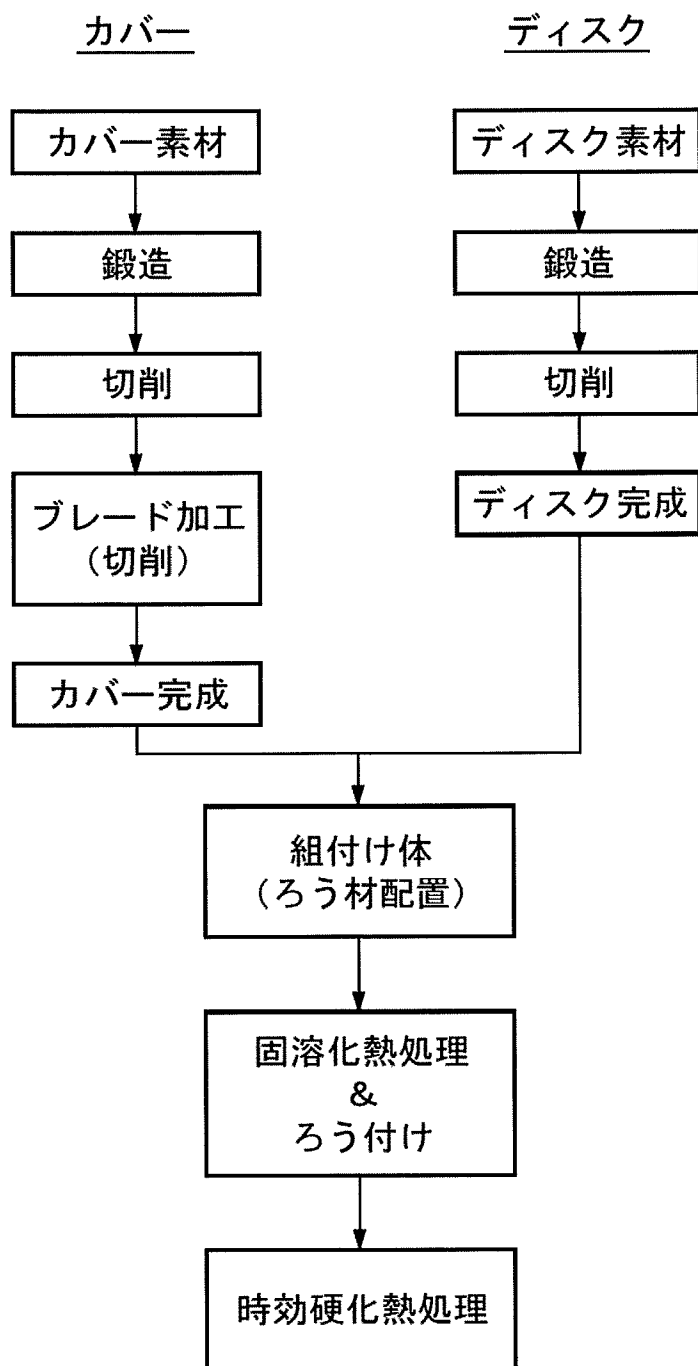 カバー
カバー素材
鍛造
切削
ブレード加工
(切削)
カバー完成
ディスク
ディスク素材
鍛造
切削
ディスク完成
組付け体
(ろう材配置)
固溶化熱処理
&
ろう付け
時効硬化熱処理